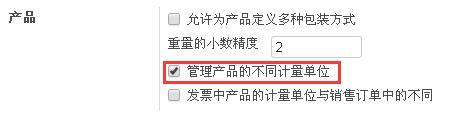 产品
允许为产品定义多种包装方式
重量的小数精度 2
管理产品的不同计量单位
发票中产品的计量单位与销售订单中的不同